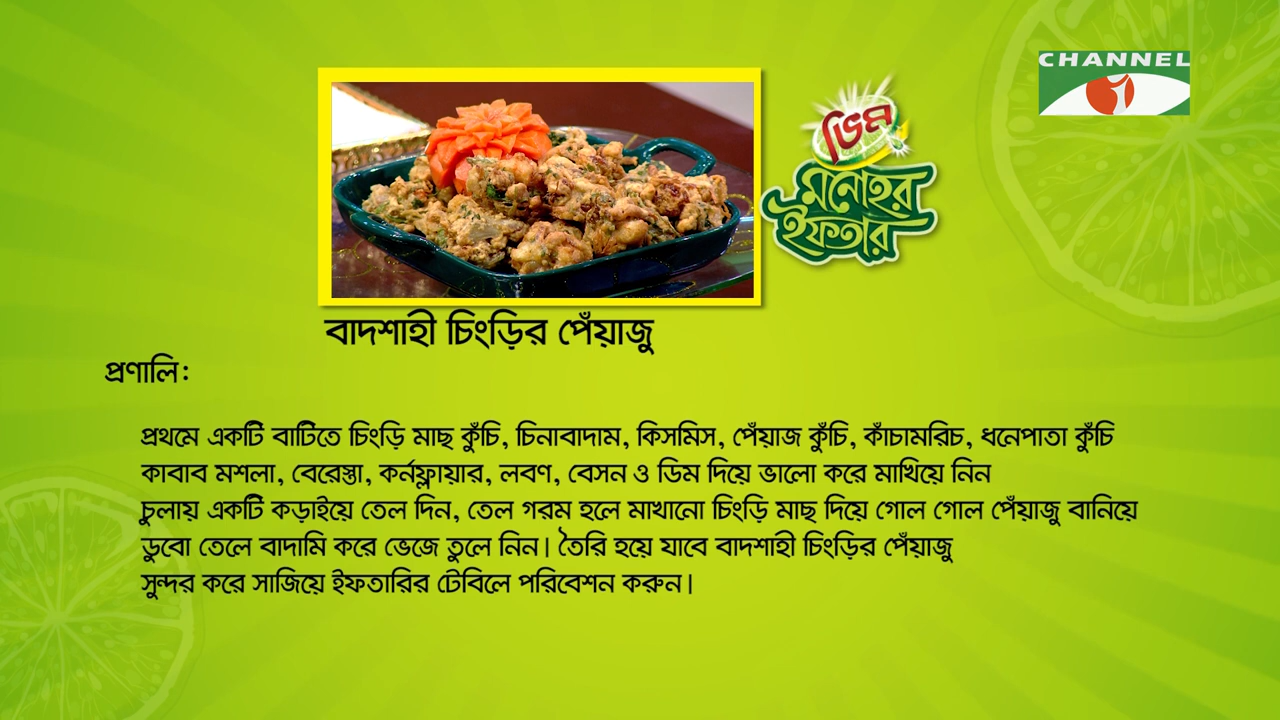 CHANNEL
i
ভিম
মনোহর
ইফতার
বাদশাহী চিংড়ির পেঁয়াজু
প্রণালি:
প্রথমে একটি বাটিতে চিংড়ি মাছ কুঁচি, চিনাবাদাম, কিসমিস, পেঁয়াজ কুঁচি, কাঁচামরিচ, ধনেপাতা কুঁচি
কাবাব মশলা, বেরেস্তা, কর্নফ্লায়ার, লবণ, বেসন ও ডিম দিয়ে ভালো করে মাখিয়ে নিন
চুলায় একটি কড়াইয়ে তেল দিন, তেল গরম হলে মাখানো চিংড়ি মাছ দিয়ে গোল গোল পেঁয়াজু বানিয়ে
ডুবো তেলে বাদামি করে ভেজে তুলে নিন। তৈরি হয়ে যাবে বাদশাহী চিংড়ির পেঁয়াজু
সুন্দর করে সাজিয়ে ইফতারির টেবিলে পরিবেশন করুন।